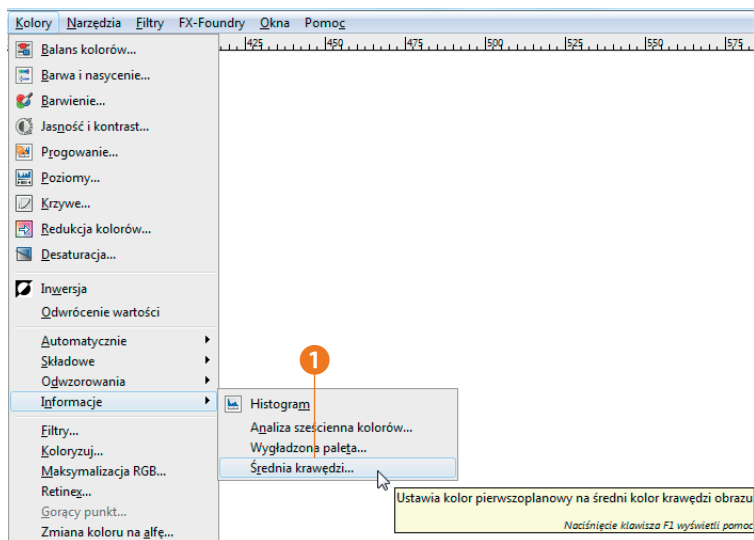 Kolory Narzędzia Filtry FX-Foundry Okna Pomoc
425 450 475 500 525 550 575
Balans kolorów...
Barwa i nasycenie...
Barwienie...
Jasność i kontrast...
Progowanie...
Poziomy...
Krzywe...
Redukcja kolorów...
Desaturacja...
Inwersja
Odwrócenie wartości
Automatycznie
Składowe
Odwzorowania
Informacje
Filtry...
Koloryzuj...
Maksymalizacja RGB...
Retinex...
Gorący punkt...
Zmiana koloru na alfę...
1
Histogram
Analiza sześcienna kolorów...
Wygładzona paleta...
Średnia krawędzi...
Ustawia kolor pierwszoplanowy na średni kolor krawędzi obrazu
Naciśnięcie klawisza F1 wyświetli pomoc